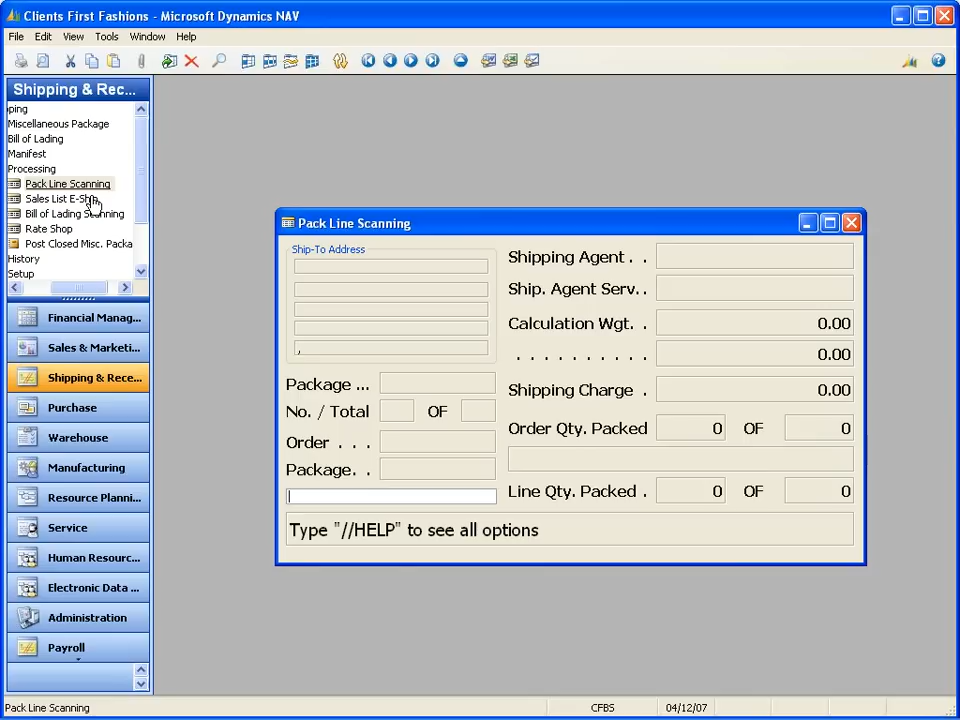 Clients First Fashions - Microsoft Dynamics NAV
File Edit View Tools Window Help
Shipping & Rec...
ping
Miscellaneous Package
Bill of Lading
Manifest
Processing
Pack Line Scanning
Sales List E-Ship
Bill of Lading Scanning
Rate Shop
Post Closed Misc. Packa
History
Setup
Financial Manag...
Sales & Marketi...
Shipping & Rece...
Purchase
Warehouse
Manufacturing
Resource Planni...
Service
Human Resourc...
Electronic Data ...
Administration
Payroll
Pack Line Scanning
Ship-To Address
,
Package ...
No. / Total OF
Order . . .
Package. . 
Shipping Agent . .
Ship. Agent Serv. .
Calculation Wgt. . 0.00
. . . . . . . . . . 0.00
Shipping Charge . 0.00
Order Qty. Packed 0 OF 0
Line Qty. Packed . 0 OF 0
Type "//HELP" to see all options
Pack Line Scanning CFBS 04/12/07